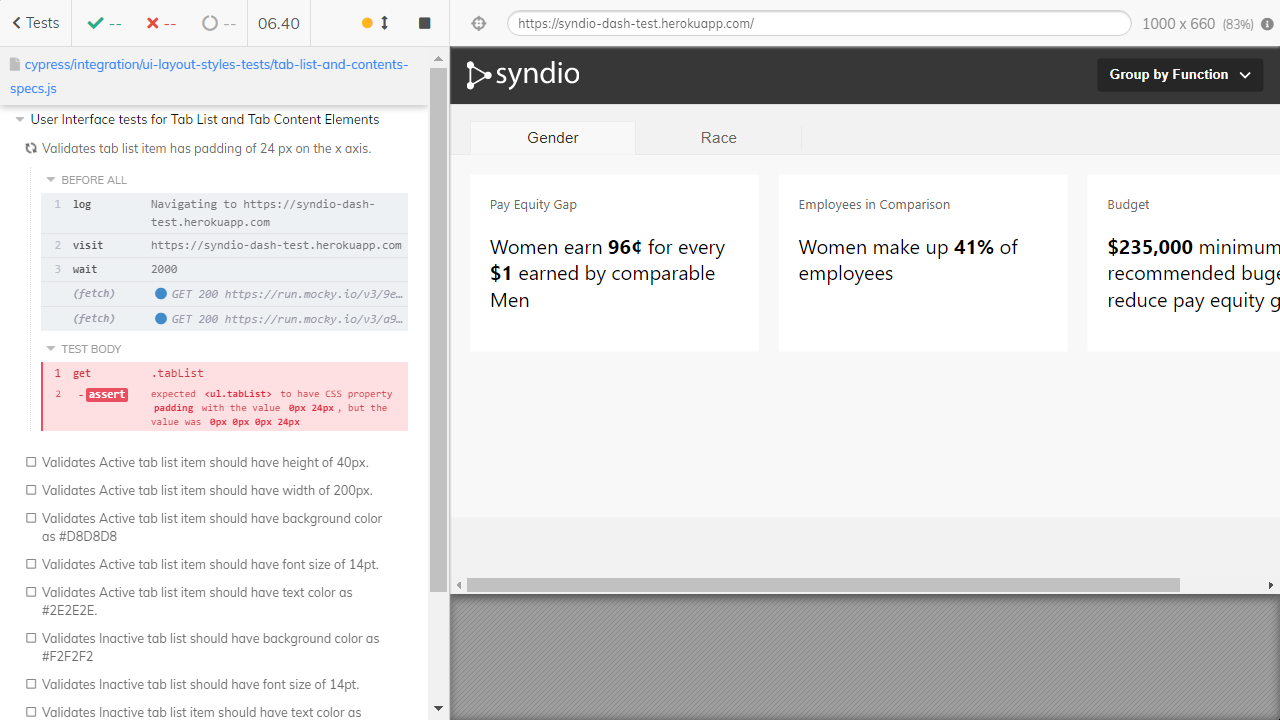 Tests
--
--
--
06.40
https://syndio-dash-test.herokuapp.com/
1000 x 660 (83%)
cypress/integration/ui-layout-styles-tests/tab-list-and-contents-
specs.js
User Interface tests for Tab List and Tab Content Elements
Validates tab list item has padding of 24 px on the x axis.
BEFORE ALL
1 log Navigating to https://syndio-dash-
test.herokuapp.com
2 visit https://syndio-dash-test.herokuapp.com
3 wait 2000
(fetch) GET 200 https://run.mocky.io/v3/9e…
(fetch) GET 200 https://run.mocky.io/v3/a9…
TEST BODY
1 get .tabList
2 -assert expected <ul.tabList> to have CSS property
padding with the value 0px 24px, but the
value was 0px 0px 0px 24px
Validates Active tab list item should have height of 40px.
Validates Active tab list item should have width of 200px.
Validates Active tab list item should have background color
as #D8D8D8
Validates Active tab list item should have font size of 14pt.
Validates Active tab list item should have text color as
#2E2E2E.
Validates Inactive tab list should have background color as
#F2F2F2
Validates Inactive tab list should have font size of 14pt.
Validates Inactive tab list item should have text color as
syndio
Group by Function
Gender
Race
Pay Equity Gap
Women earn 96¢ for every
$1 earned by comparable
Men
Employees in Comparison
Women make up 41% of
employees
Budget
$235,000 minimum
recommended buge
reduce pay equity g